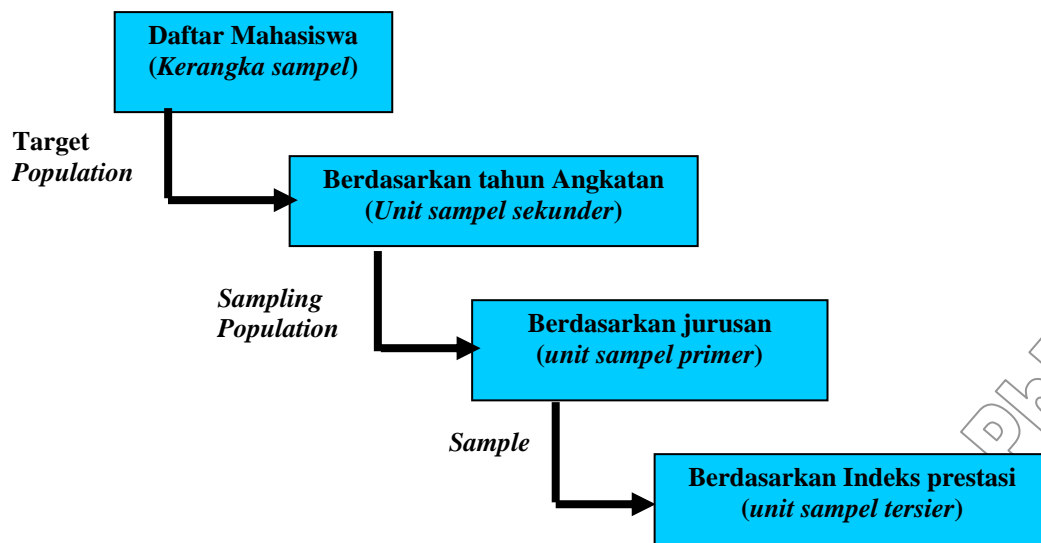 Daftar Mahasiswa
(Kerangka sampel)
Target
Population
Berdasarkan tahun Angkatan
(Unit sampel sekunder)
Sampling
Population
Berdasarkan jurusan
(unit sampel primer)
Sample
Berdasarkan Indeks prestasi
(unit sampel tersier)